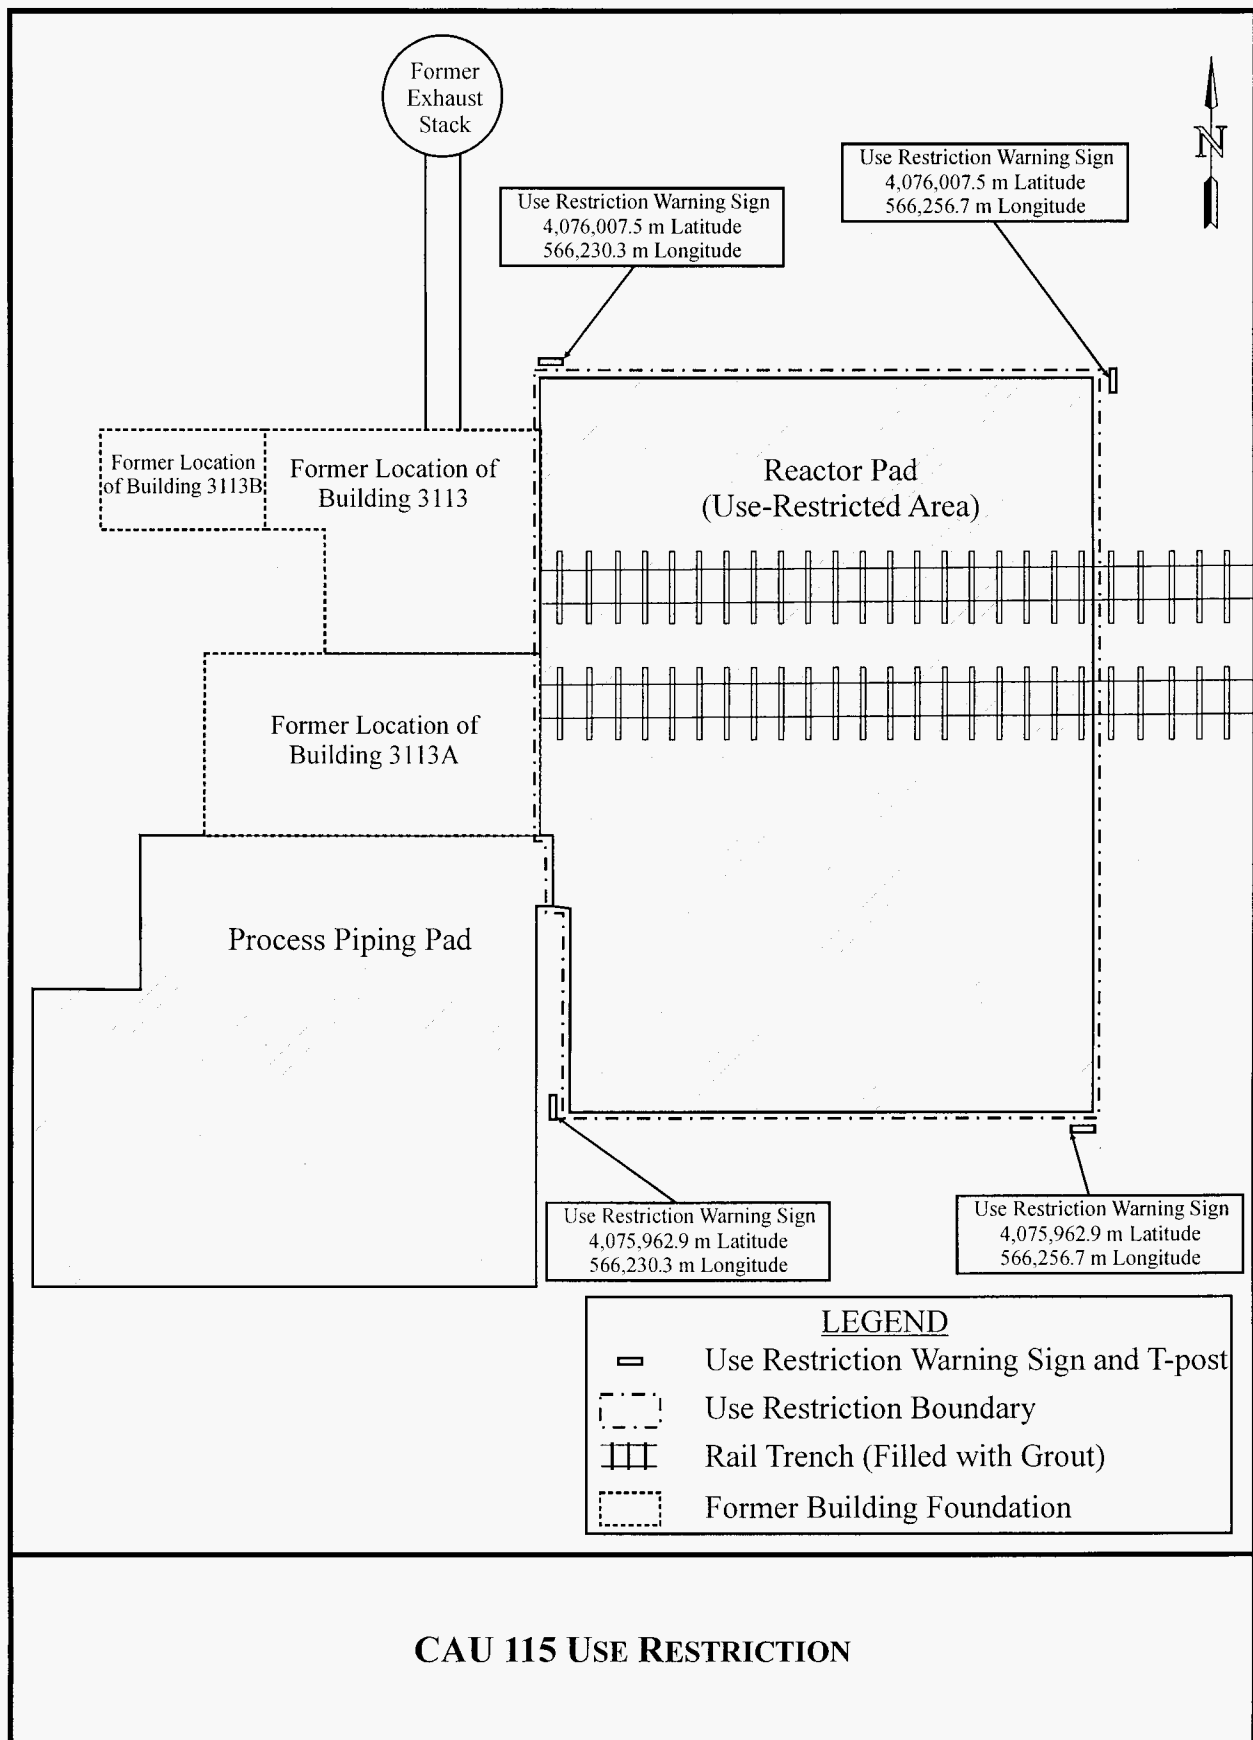 Former
Exhaust
Stack
N
Use Restriction Warning Sign
4,076,007.5 m Latitude
566,256.7 m Longitude
Use Restriction Warning Sign
4,076,007.5 m Latitude
566,230.3 m Longitude
Former Location
of Building 3113B
Former Location of
Building 3113
Reactor Pad
(Use-Restricted Area)
Former Location of
Building 3113A
Process Piping Pad
Use Restriction Warning Sign
4,075,962.9 m Latitude
566,230.3 m Longitude
Use Restriction Warning Sign
4,075,962.9 m Latitude
566,256.7 m Longitude
LEGEND
Use Restriction Warning Sign and T-post
Use Restriction Boundary
Rail Trench (Filled with Grout)
Former Building Foundation
CAU 115 USE RESTRICTION